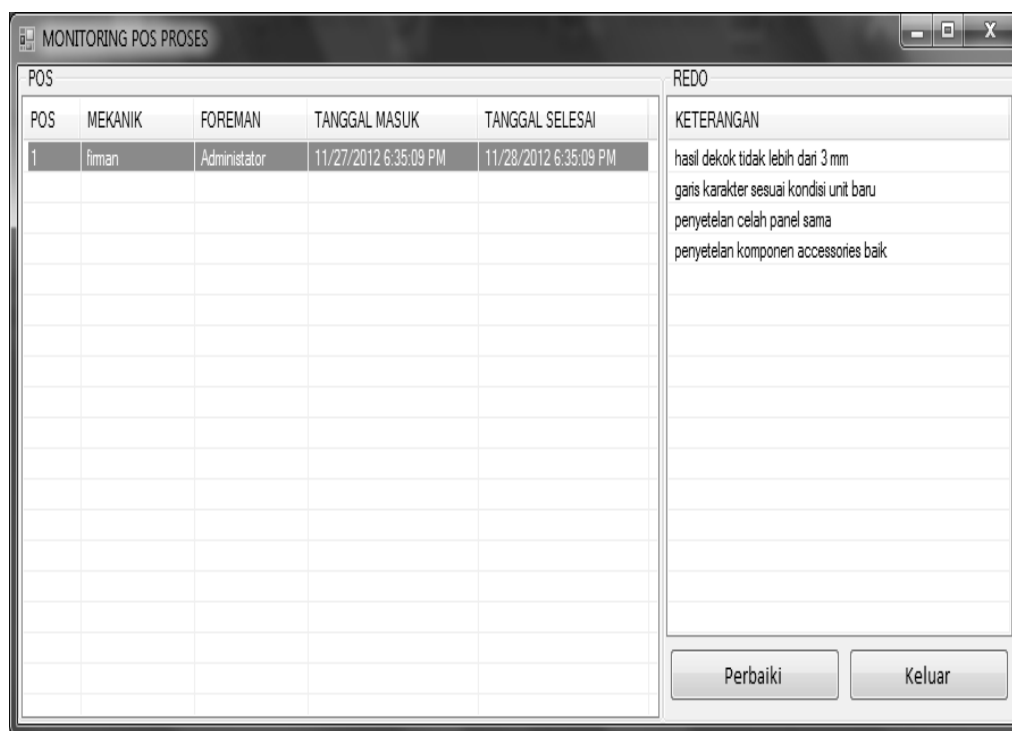 MONITORING POS PROSES
X
POS
POS MEKANIK FOREMAN TANGGAL MASUK TANGGAL SELESAI
1 firman Administator 11/27/2012 6:35:09 PM 11/28/2012 6:35:09 PM
REDO
KETERANGAN
hasil dekok tidak lebih dari 3 mm
garis karakter sesuai kondisi unit baru
penyetelan celah panel sama
penyetelan komponen accessories baik
Perbaiki Keluar